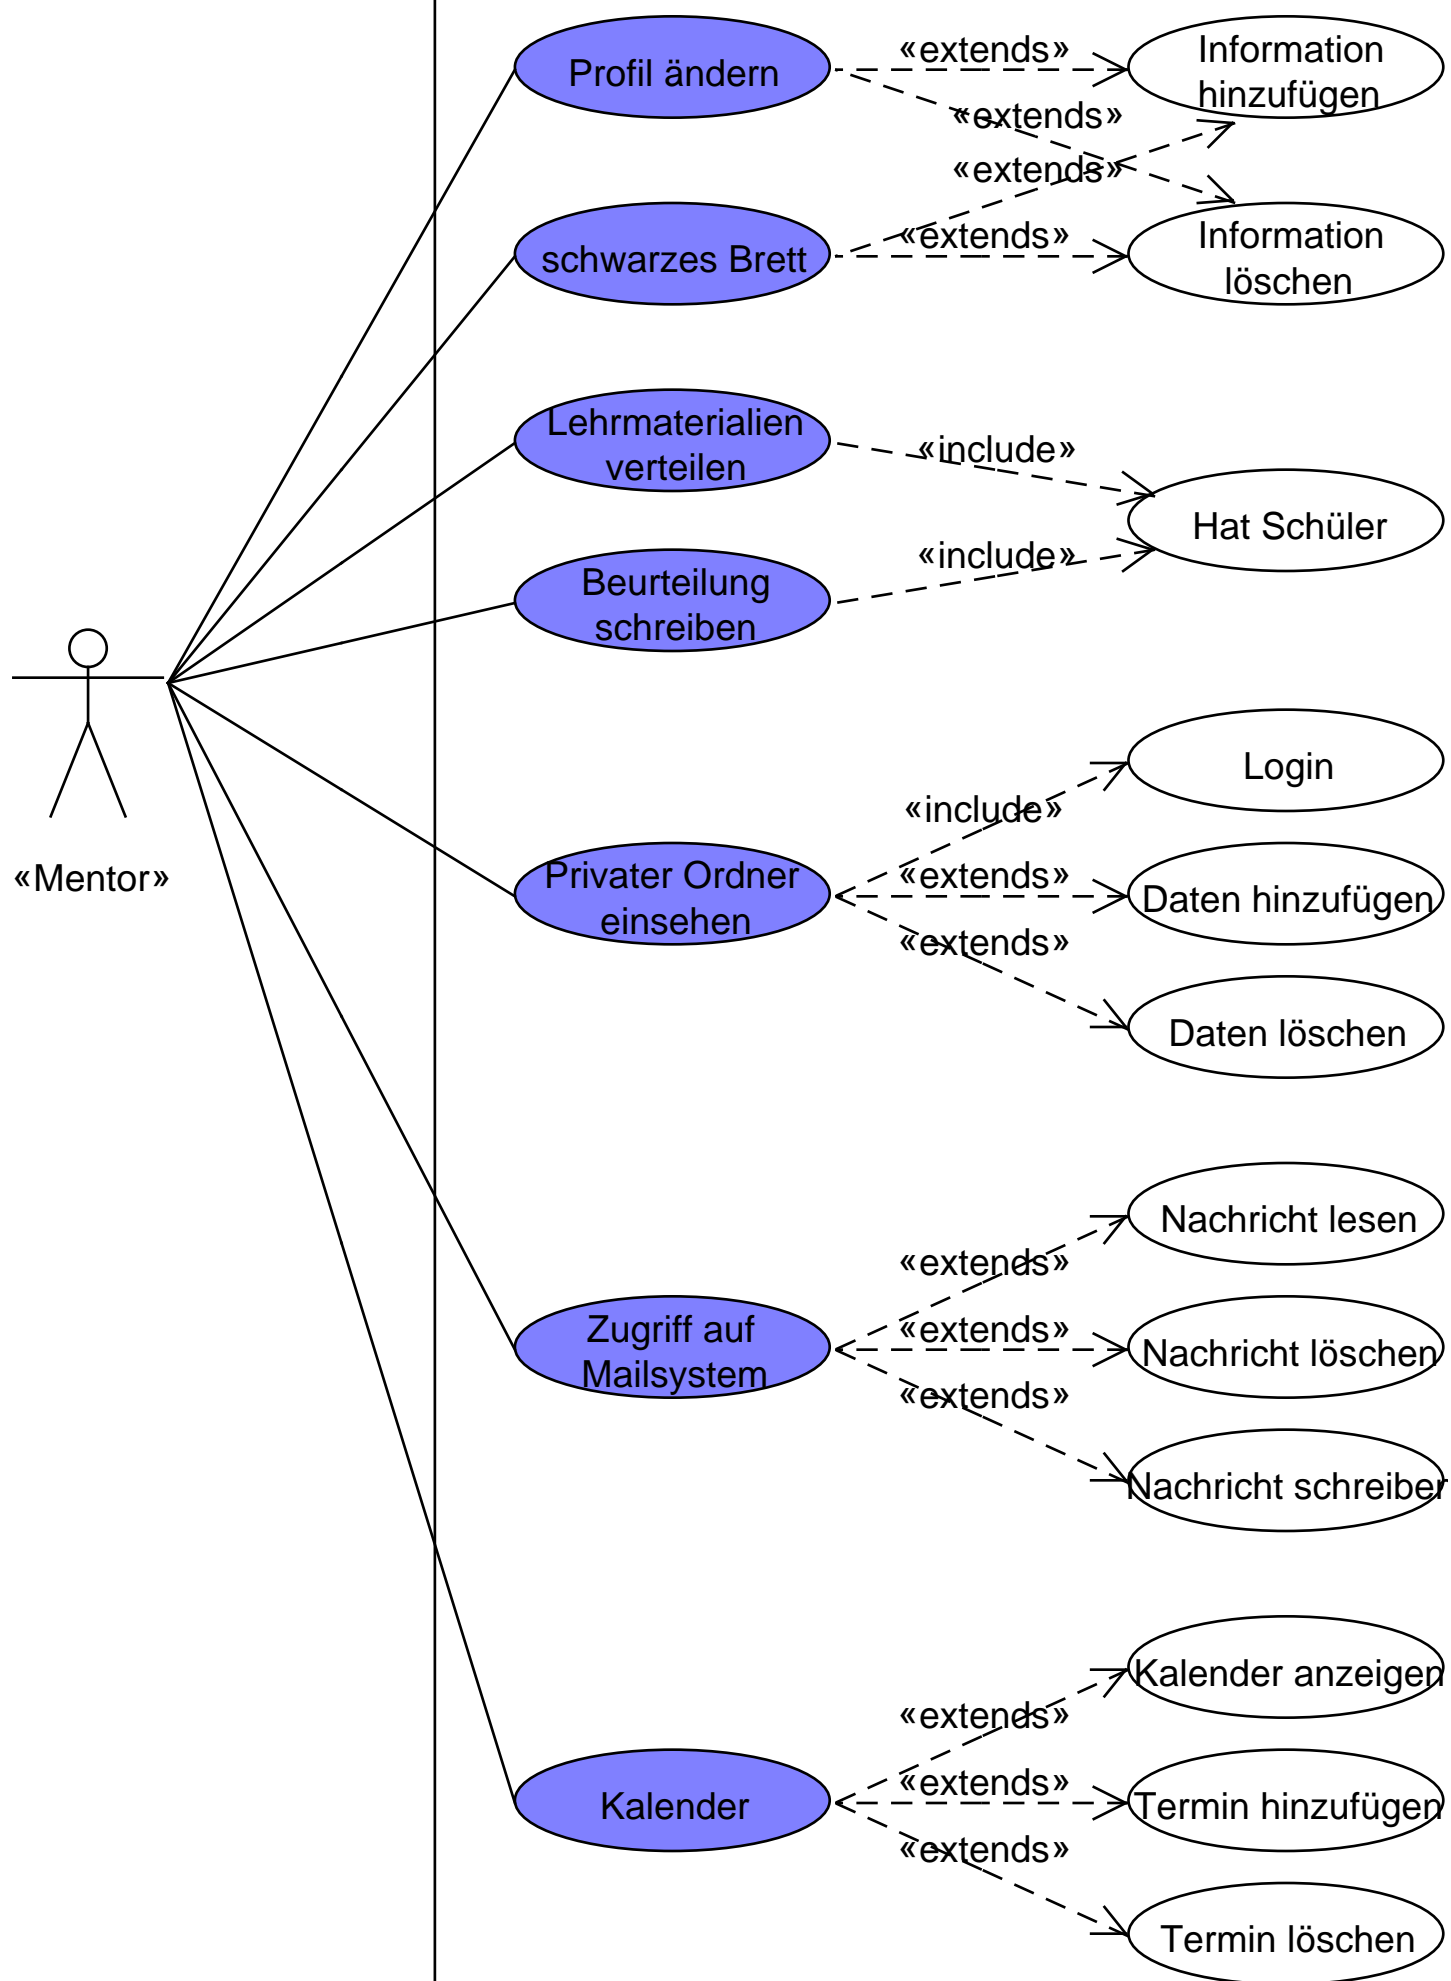 Profil ändern
«extends»
Information
hinzufügen
«extends»
«extends»
schwarzes Brett
«extends»
Information
löschen
Lehrmaterialien
verteilen
«include»
Hat Schüler
Beurteilung
schreiben
«include»
«Mentor»
Login
«include»
Privater Ordner
einsehen
«extends»
Daten hinzufügen
«extends»
Daten löschen
Nachricht lesen
«extends»
Zugriff auf
Mailsystem
«extends»
Nachricht löschen
«extends»
Nachricht schreiben
Kalender anzeigen
«extends»
Kalender
«extends»
Termin hinzufügen
«extends»
Termin löschen